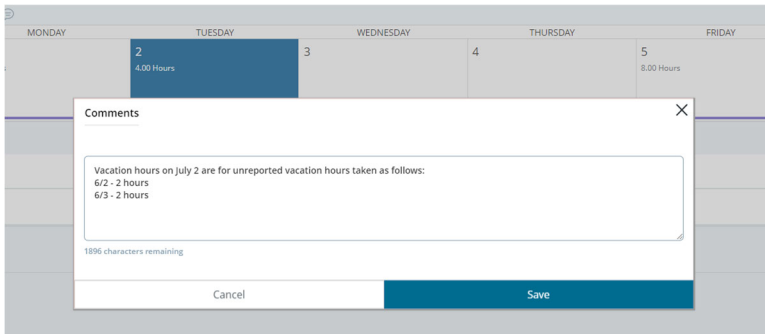 MONDAY TUESDAY WEDNESDAY THURSDAY FRIDAY
2 3 4 5
4.00 Hours 8.00 Hours
Comments
Vacation hours on July 2 are for unreported vacation hours taken as follows:
6/2 - 2 hours
6/3 - 2 hours
1896 characters remaining
Cancel Save